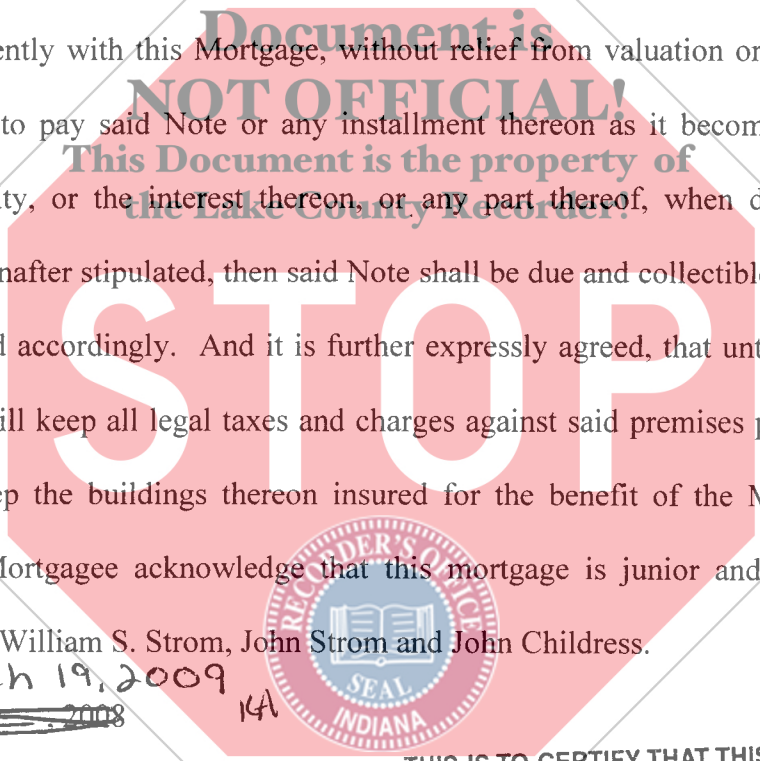 Document is
ently with this Mortgage, without relief from valuation or
NOT OFFICIAL!
to pay said Note or any installment thereon as it becom
This Document is the property of
ty, or the interest thereon, or any part thereof, when d
the Lake County Recorder!
nafter stipulated, then said Note shall be due and collectible
STOP
d accordingly. And it is further expressly agreed, that unt
ill keep all legal taxes and charges against said premises p
ep the buildings thereon insured for the benefit of the M
Mortgagee acknowledge that this mortgage is junior and
RECORDER'S OFFICE
William S. Strom, John Strom and John Childress.
h 19, 2009
SEAL
, 2008
INDIANA
THIS IS TO CERTIFY THAT THIS